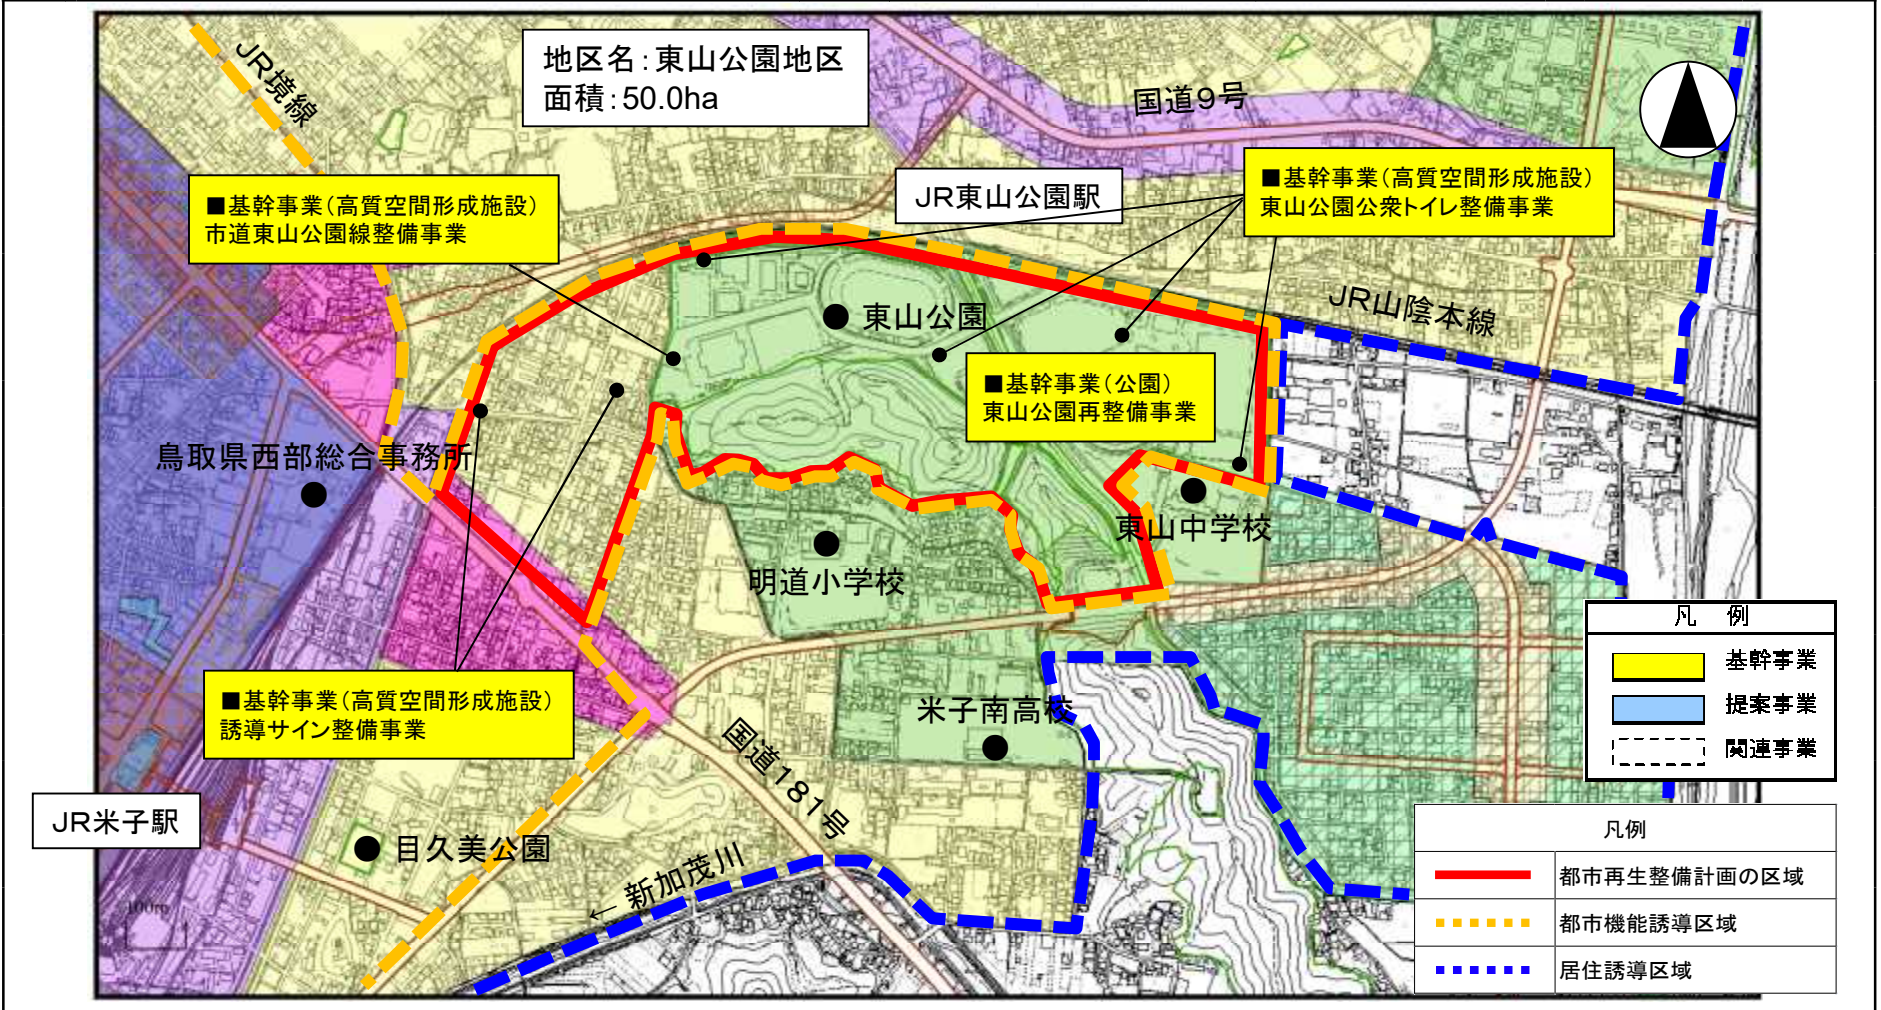 地区名：東山公園地区
面積：50.0ha
JR境線
国道9号
■基幹事業（高質空間形成施設）
市道東山公園線整備事業
JR東山公園駅
■基幹事業（高質空間形成施設）
東山公園公衆トイレ整備事業
JR山陰本線
東山公園
■基幹事業（公園）
東山公園再整備事業
鳥取県西部総合事務所
東山中学校
明道小学校
■基幹事業（高質空間形成施設）
誘導サイン整備事業
米子南高校
国道181号
JR米子駅
目久美公園
←新加茂川
100m
凡 例
基幹事業
提案事業
関連事業
凡例
都市再生整備計画の区域
都市機能誘導区域
居住誘導区域